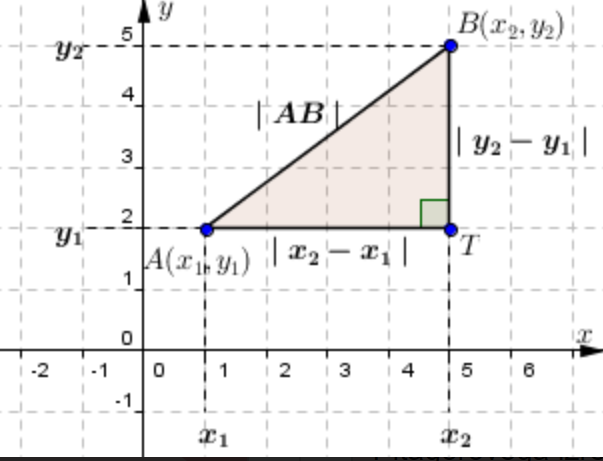 y
B(x₂, y₂)
5
y₂
4
| AB |
| y₂ − y₁ |
3
2
y₁
T
A(x₁, y₁)
| x₂ − x₁ |
1
0
x
-2 -1 0 1 2 3 4 5 6
-1
x₁ x₂